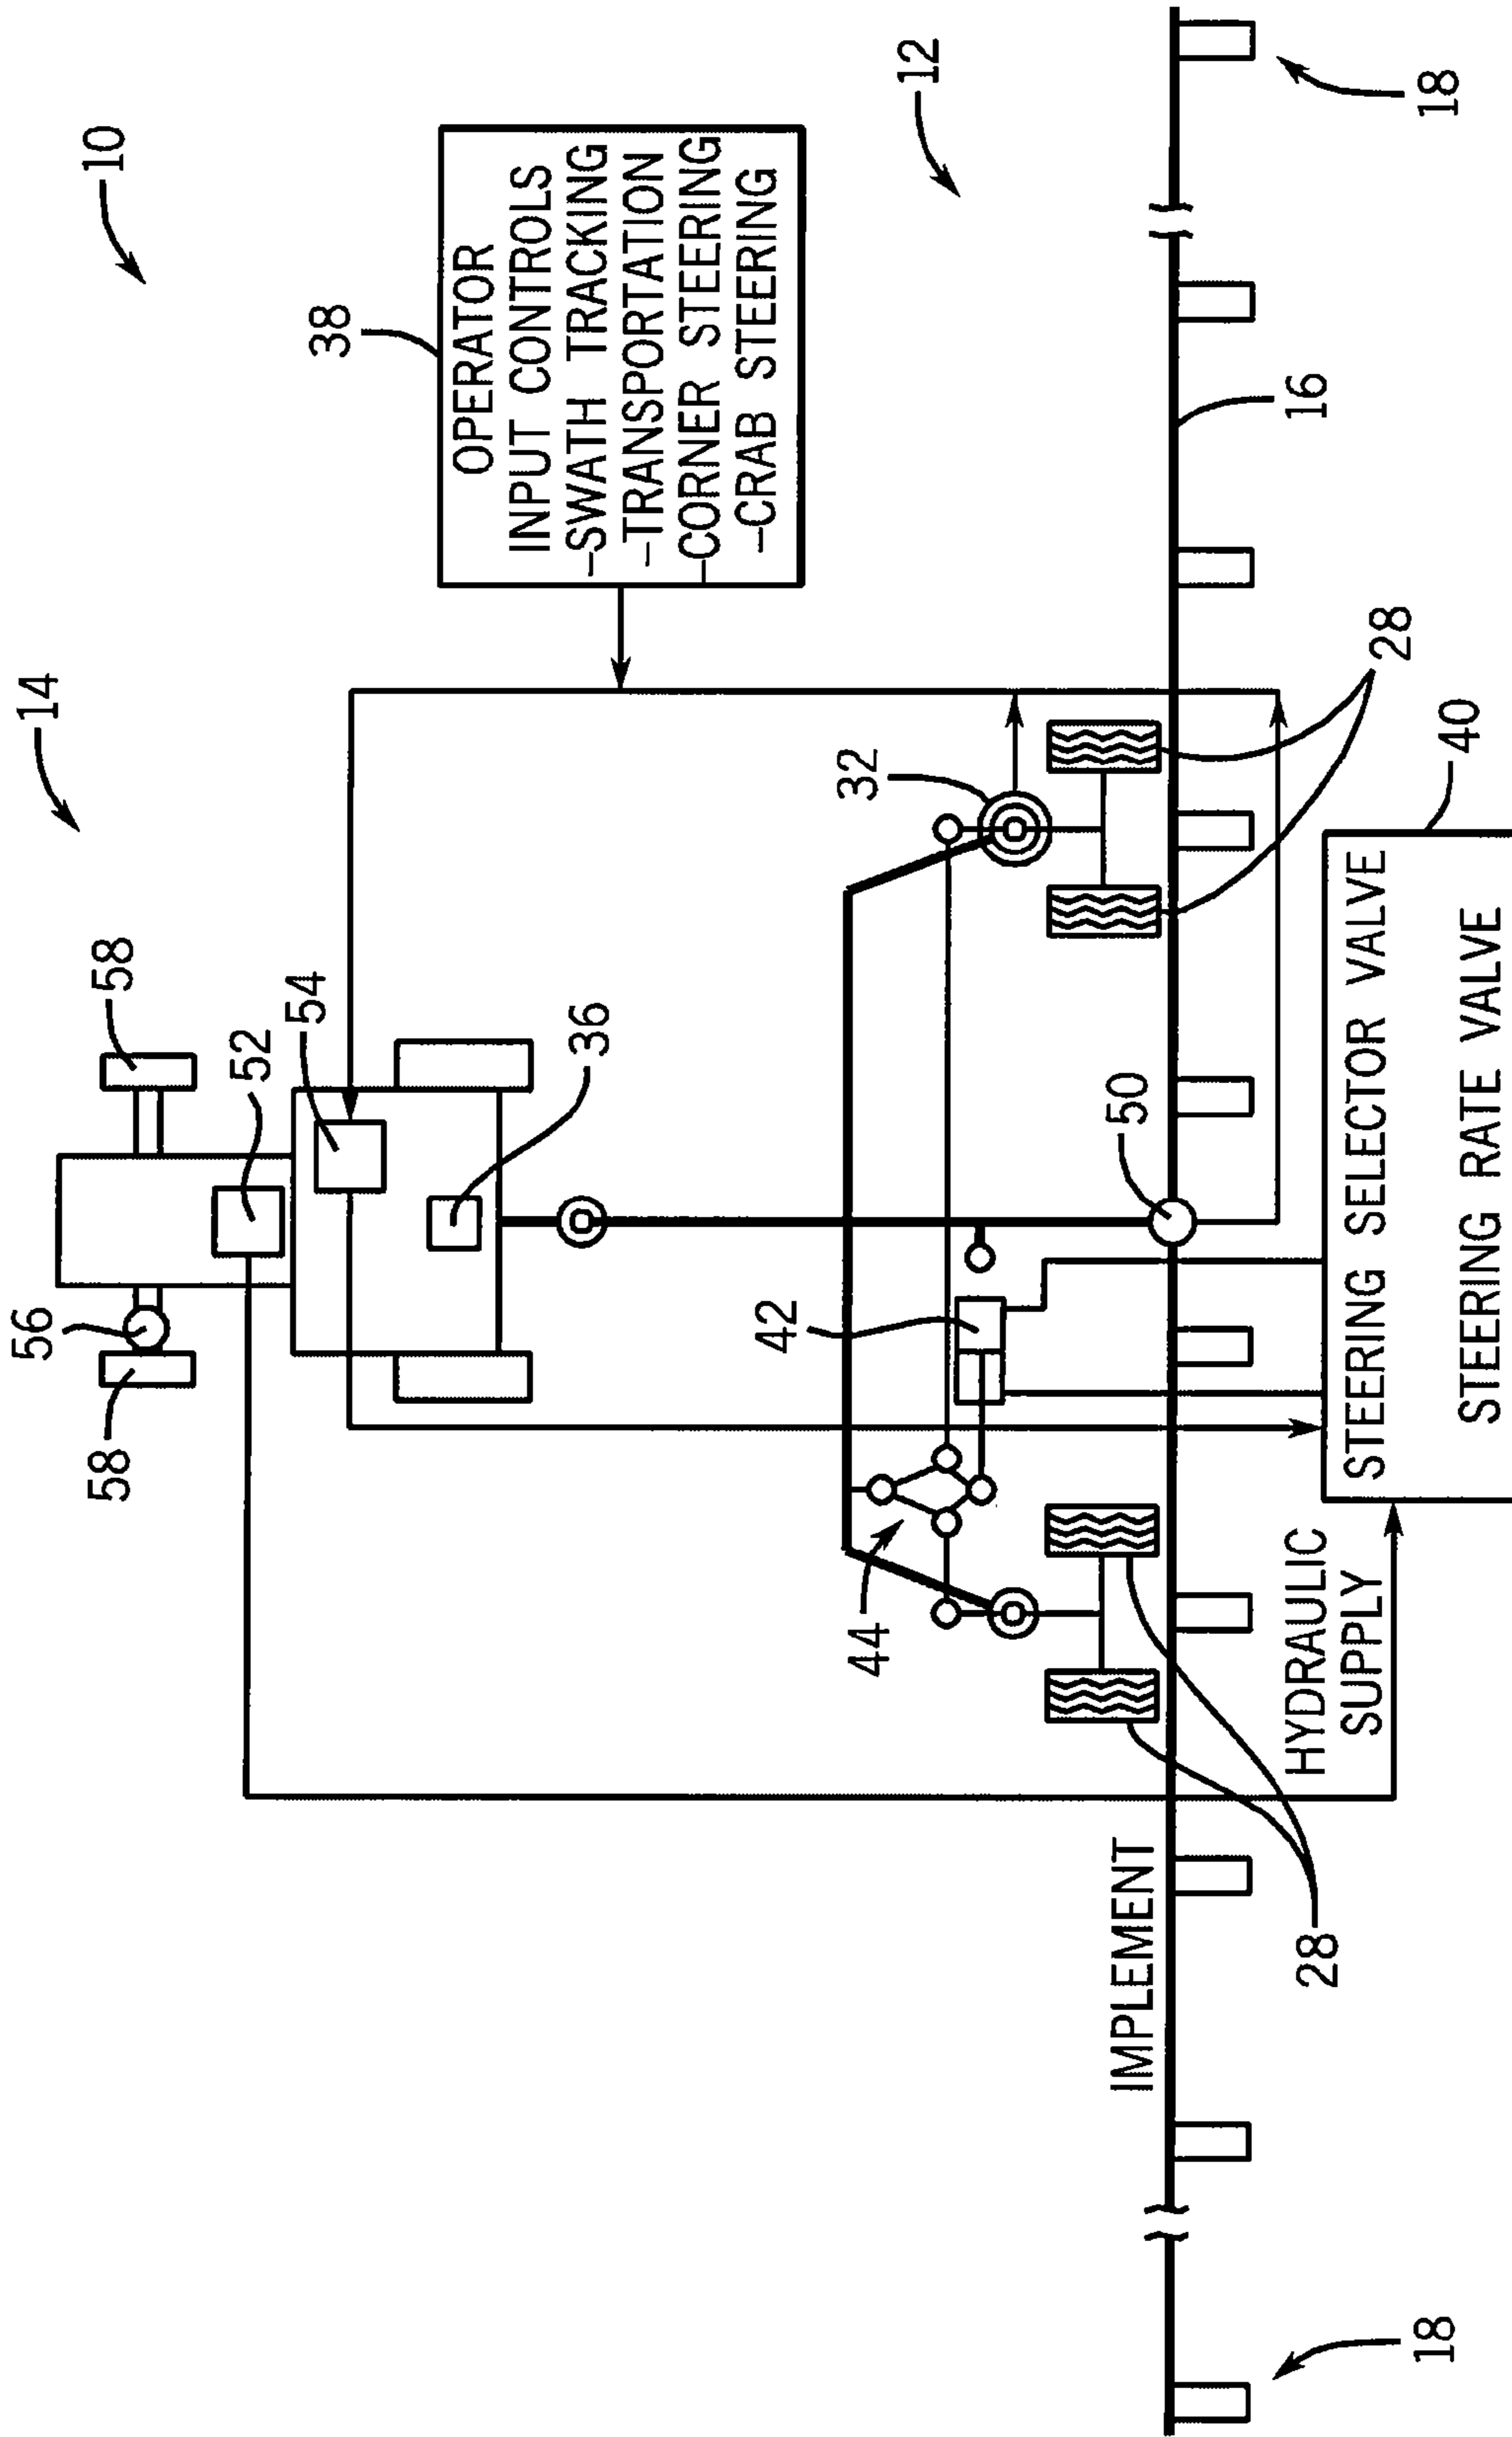 10
14
12
38
OPERATOR
INPUT CONTROLS
–SWATH TRACKING
–TRANSPORTATION
–CORNER STEERING
–CRAB STEERING
58
52
54
56
58
36
32
42
44
28
50
16
18
40
STEERING SELECTOR VALVE
STEERING RATE VALVE
HYDRAULIC
SUPPLY
IMPLEMENT
28
18